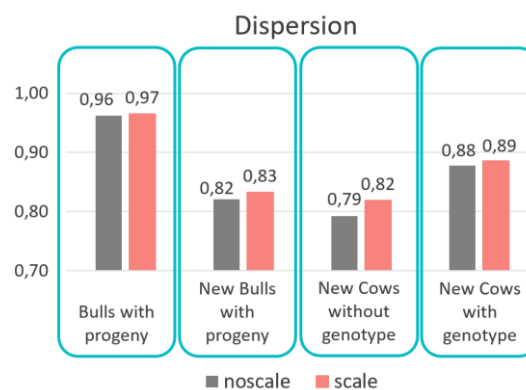 Dispersion
1,00
0,90
0,80
0,70
0,96
0,97
0,82
0,83
0,79
0,82
0,88
0,89
Bulls with
progeny
New Bulls
with
progeny
New Cows
without
genotype
New Cows
with
genotype
noscale
scale